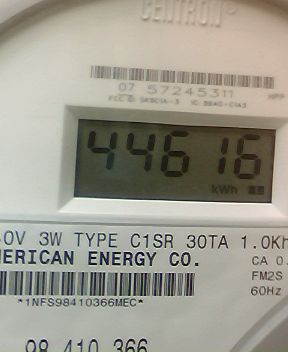 CENTRON
07 57245311
44616
kWh
0V 3W TYPE C1SR 30TA 1.0Kh
ERICAN ENERGY CO.
CA 0.
FM2S
60Hz
*1NFS98410366MEC*
98 410 366